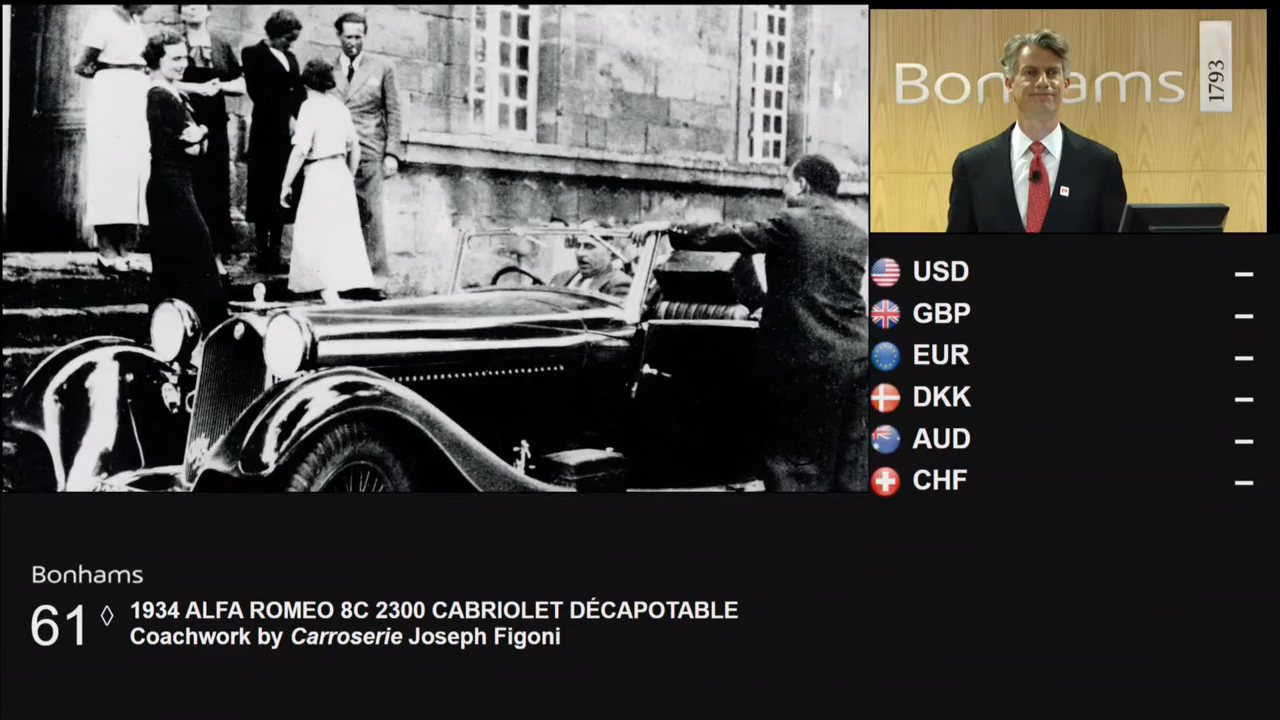 Bonhams
1793
USD –
GBP –
EUR –
DKK –
AUD –
CHF –
Bonhams
61 ◊ 1934 ALFA ROMEO 8C 2300 CABRIOLET DÉCAPOTABLE
Coachwork by Carroserie Joseph Figoni